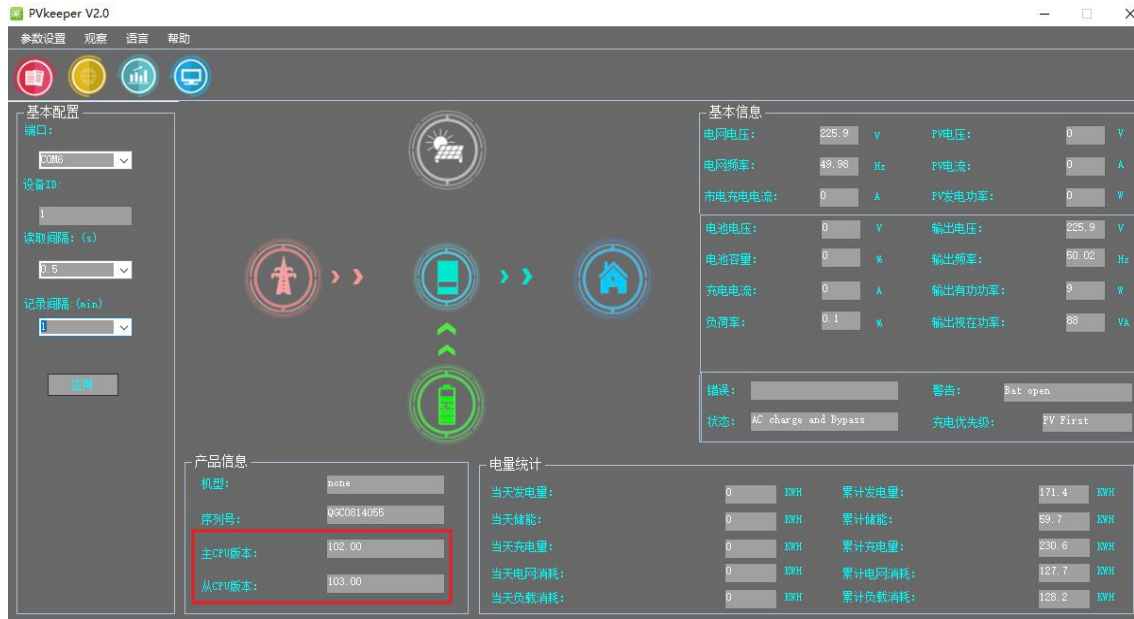 PVkeeper V2.0
参数设置 观察 语言 帮助
基本配置
端口:
COM6
设备ID:
1
读取间隔: (s)
0.5
记录间隔:(min)
1
应用
基本信息
电网电压: 225.9 V PV电压: 0 V
电网频率: 49.98 Hz PV电流: 0 A
市电充电电流: 0 A PV发电功率: 0 W
电池电压: 0 V 输出电压: 225.9 V
电池容量: 0 % 输出频率: 50.02 Hz
充电电流: 0 A 输出有功功率: 9 W
负荷率: 0.1 % 输出视在功率: 88 VA
错误: 警告: Bat open
状态: AC charge and Bypass 充电优先级: PV First
产品信息
机型: none
序列号: QGC0814055
主CPU版本: 102.00
从CPU版本: 103.00
电量统计
当天发电量: 0 KWH 累计发电量: 171.4 KWH
当天储能: 0 KWH 累计储能: 59.7 KWH
当天充电量: 0 KWH 累计充电量: 230.6 KWH
当天电网消耗: 0 KWH 累计电网消耗: 127.7 KWH
当天负载消耗: 0 KWH 累计负载消耗: 128.2 KWH